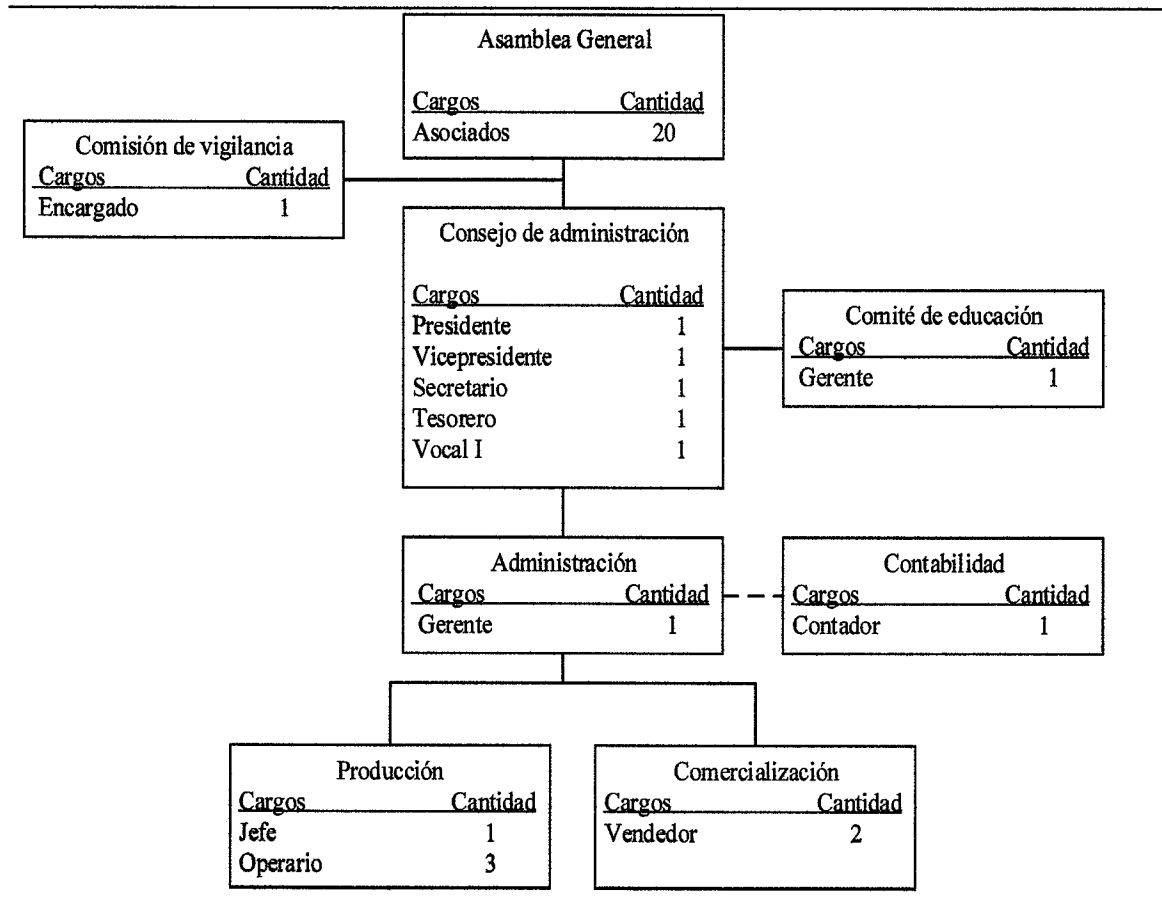 Asamblea General
Cargos Cantidad
Asociados 20
Comisión de vigilancia
Cargos Cantidad
Encargado 1
Consejo de administración
Cargos Cantidad
Presidente 1
Vicepresidente 1
Secretario 1
Tesorero 1
Vocal I 1
Comité de educación
Cargos Cantidad
Gerente 1
Administración
Cargos Cantidad
Gerente 1
Contabilidad
Cargos Cantidad
Contador 1
Producción
Cargos Cantidad
Jefe 1
Operario 3
Comercialización
Cargos Cantidad
Vendedor 2